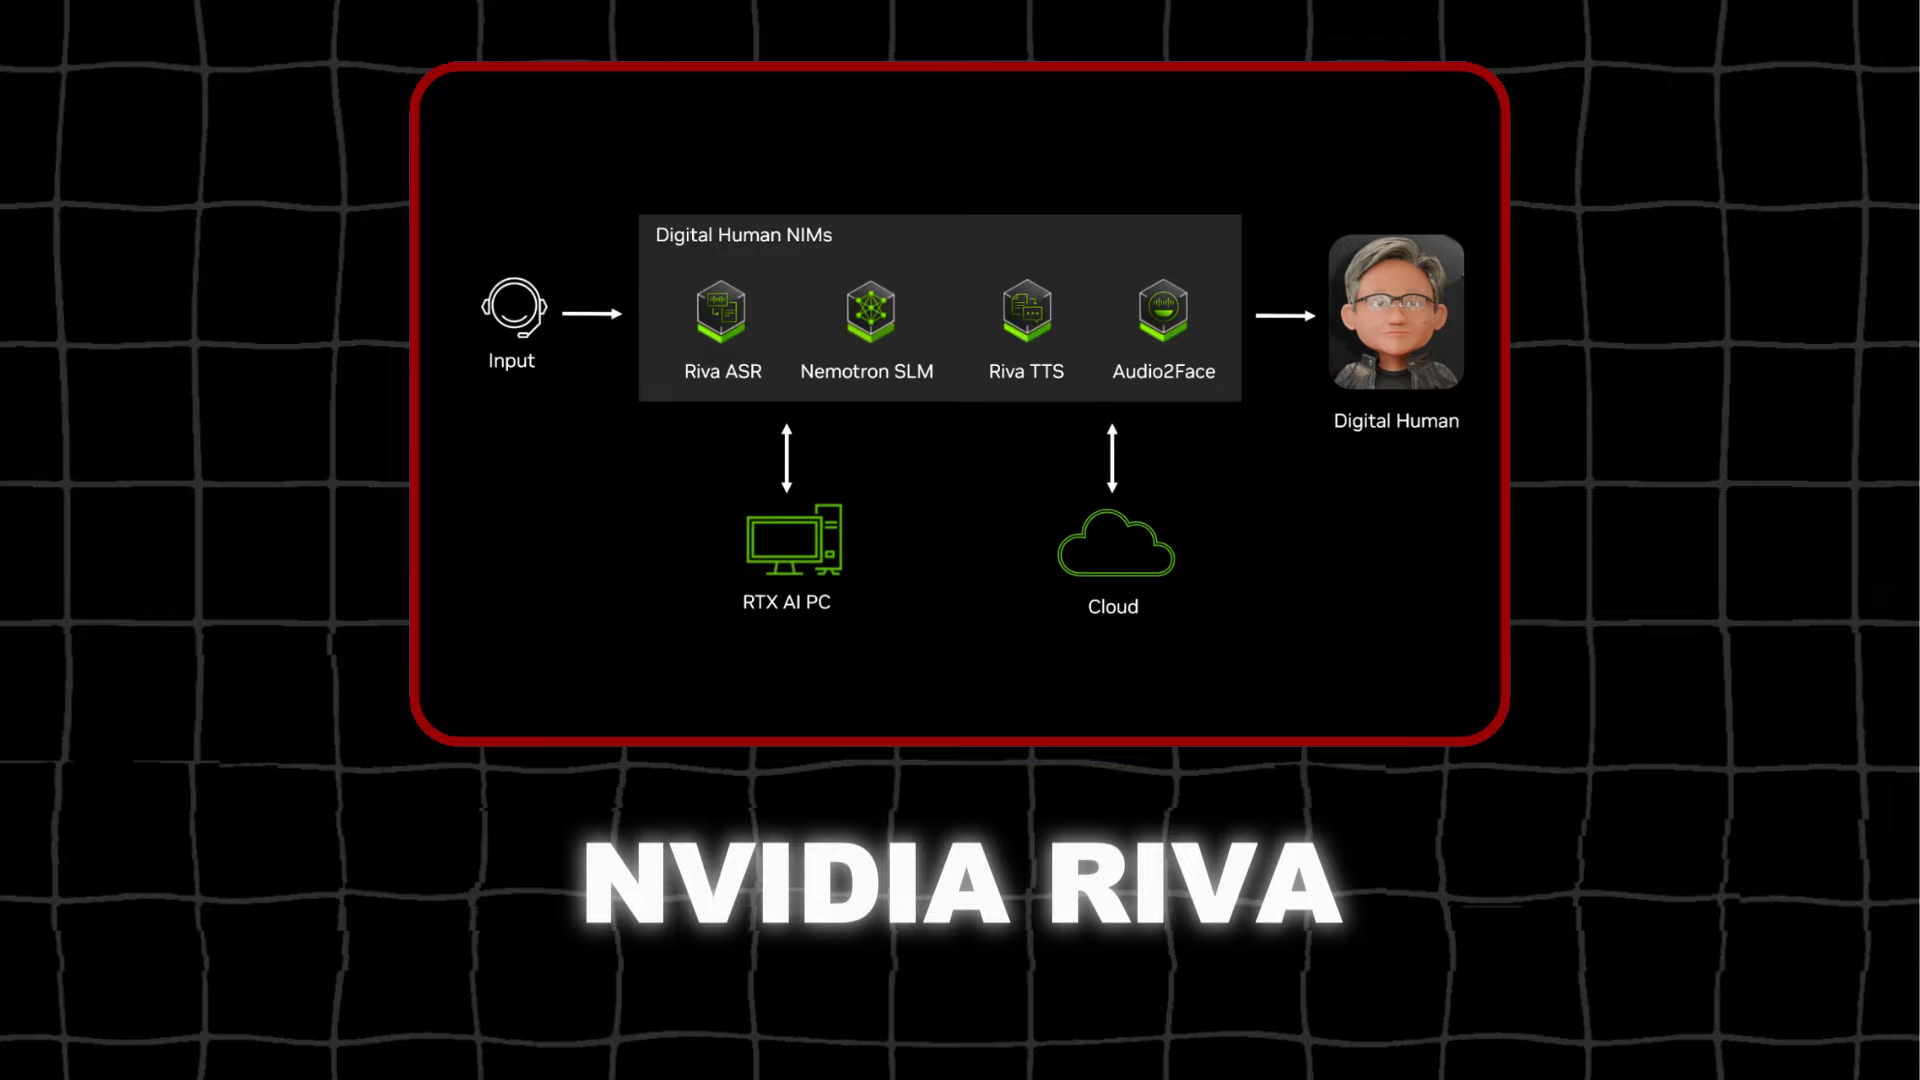 Digital Human NIMs
Input
Riva ASR
Nemotron SLM
Riva TTS
Audio2Face
Digital Human
RTX AI PC
Cloud
NVIDIA RIVA